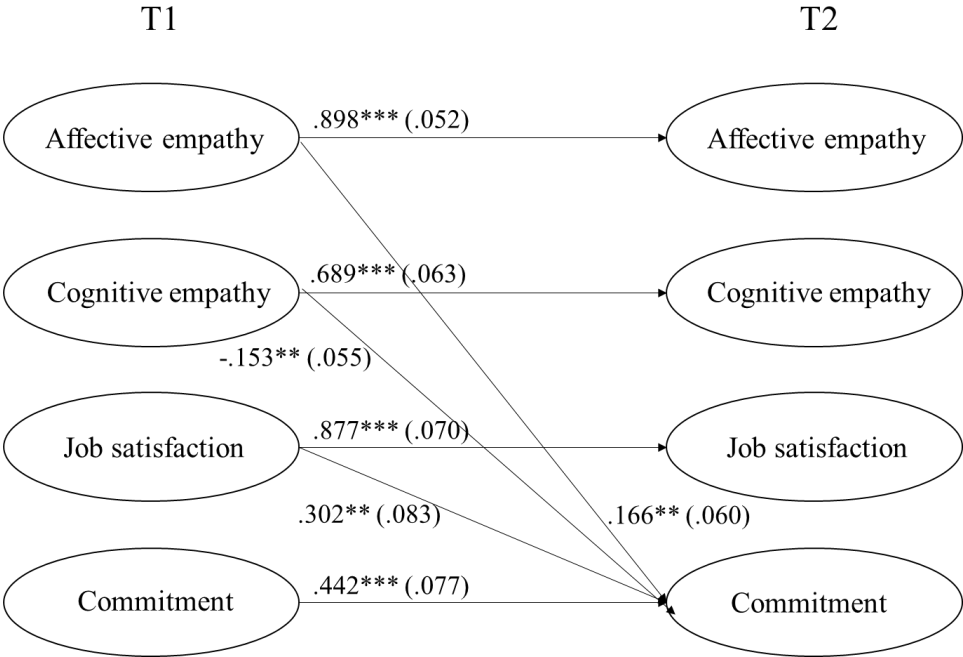 T1 T2
.898*** (.052)
Affective empathy Affective empathy
.689*** (.063)
Cognitive empathy Cognitive empathy
-.153** (.055)
.877*** (.070)
Job satisfaction Job satisfaction
.302** (.083) .166** (.060)
.442*** (.077)
Commitment Commitment